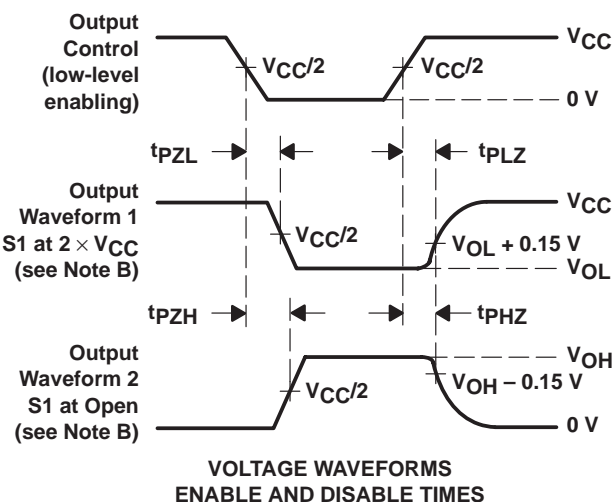 Output
Control
(low-level
enabling)
VCC
VCC/2
VCC/2
0 V
tPZL
tPLZ
Output
Waveform 1
S1 at 2 × VCC
(see Note B)
VCC
VCC/2
VOL + 0.15 V
VOL
tPZH
tPHZ
Output
Waveform 2
S1 at Open
(see Note B)
VOH
VCC/2
VOH − 0.15 V
0 V
VOLTAGE WAVEFORMS
ENABLE AND DISABLE TIMES